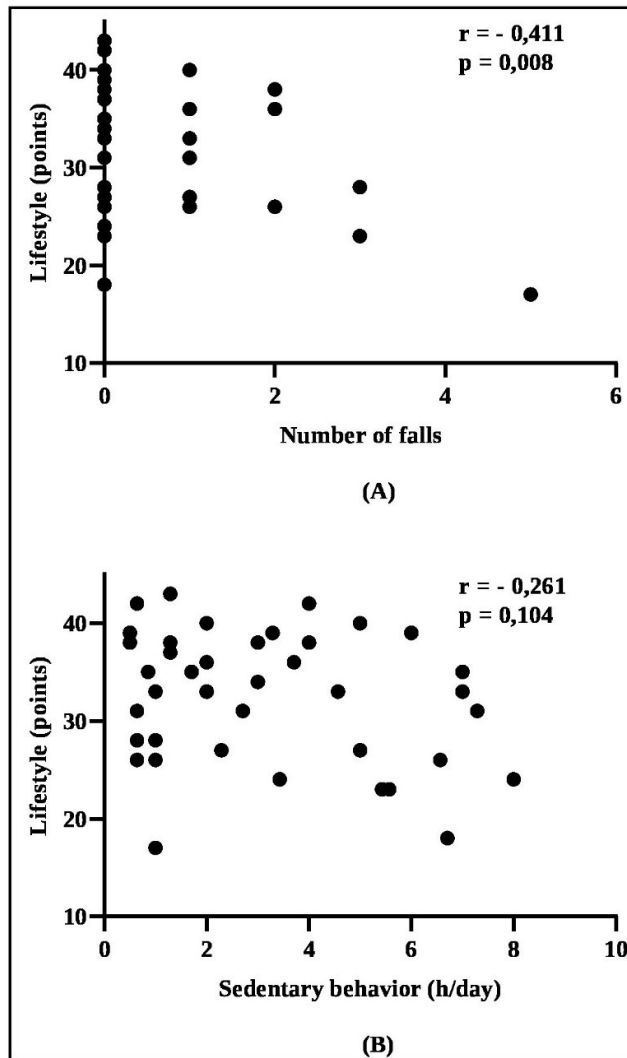 r = - 0,411
p = 0,008
40
30
20
10
Lifestyle (points)
0
2
4
6
Number of falls
(A)
r = - 0,261
p = 0,104
40
30
20
10
Lifestyle (points)
0
2
4
6
8
10
Sedentary behavior (h/day)
(B)